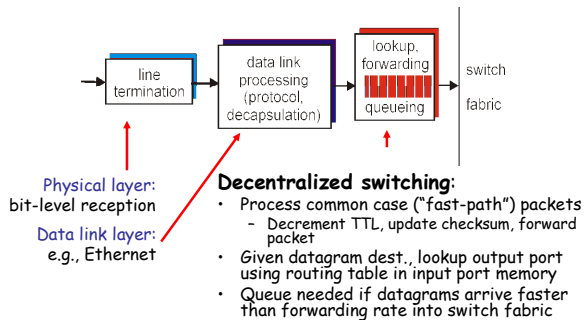 line
termination
data link
processing
(protocol,
decapsulation)
lookup,
forwarding
queueing
switch
fabric
Physical layer:
bit-level reception
Data link layer:
e.g., Ethernet
Decentralized switching:
• Process common case ("fast-path") packets
– Decrement TTL, update checksum, forward
packet
• Given datagram dest., lookup output port
using routing table in input port memory
• Queue needed if datagrams arrive faster
than forwarding rate into switch fabric